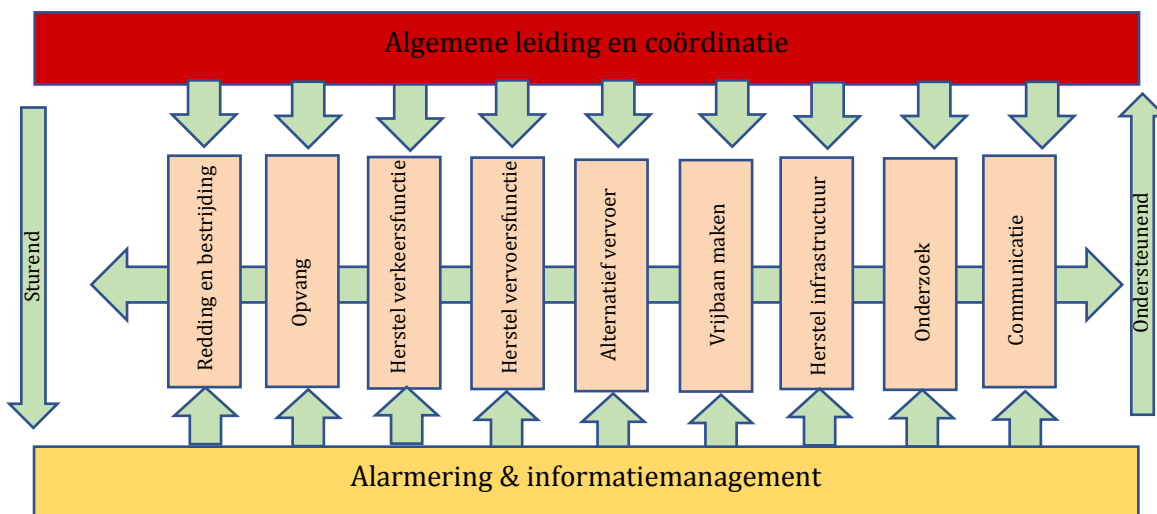 Algemene leiding en coördinatie
Sturend
Redding en bestrijding
Opvang
Herstel verkeersfunctie
Herstel vervoersfunctie
Alternatief vervoer
Vrijbaan maken
Herstel infrastructuur
Onderzoek
Communicatie
Ondersteunend
Alarmering & informatiemanagement